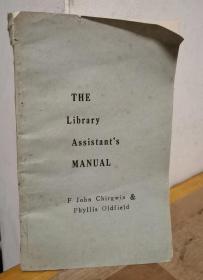 THE
Library
Assistant's
MANUAL
F John Chirgwin &
Phyllis Oldfield